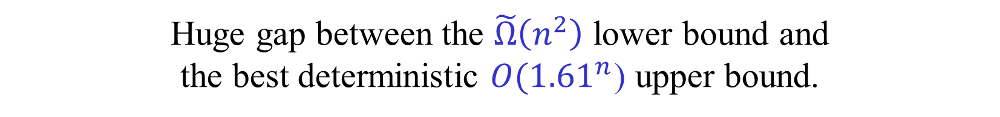 Huge gap between the Ω̃(n²) lower bound and
the best deterministic O(1.61ⁿ) upper bound.